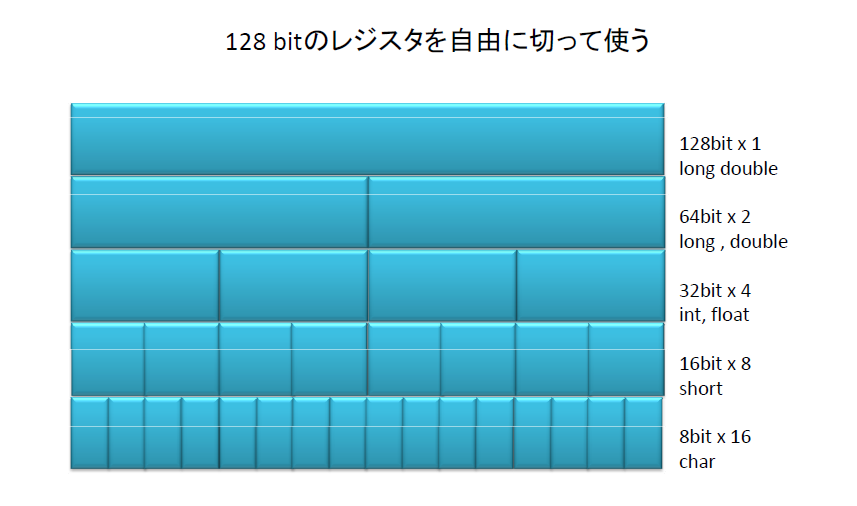 128 bitのレジスタを自由に切って使う
128bit x 1
long double
64bit x 2
long , double
32bit x 4
int, float
16bit x 8
short
8bit x 16
char